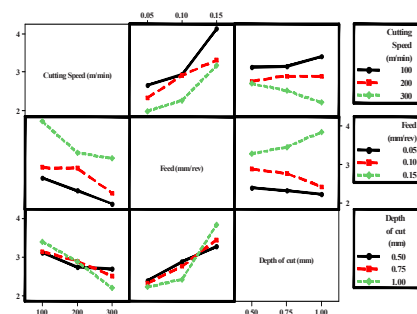 0.05 0.10 0.15
4
3
2
Cutting Speed (m/min)
Cutting
Speed
(m/min)
100
200
300
Feed (mm/rev)
4
3
2
Feed
(mm/rev)
0.05
0.10
0.15
4
3
2
Depth of cut (mm)
Depth
of cut
(mm)
0.50
0.75
1.00
100 200 300
0.50 0.75 1.00